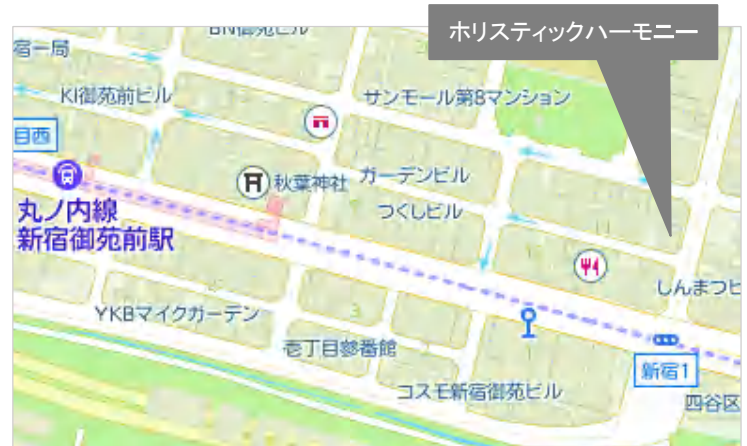 ホリスティックハーモニー
BN御苑ビル
宿一局
KI御苑前ビル
サンモール第8マンション
目西
秋葉神社
ガーデンビル
つくしビル
丸ノ内線
新宿御苑前駅
しんまつビ
YKBマイクガーデン
壱丁目参番館
新宿1
コスモ新宿御苑ビル
四谷区